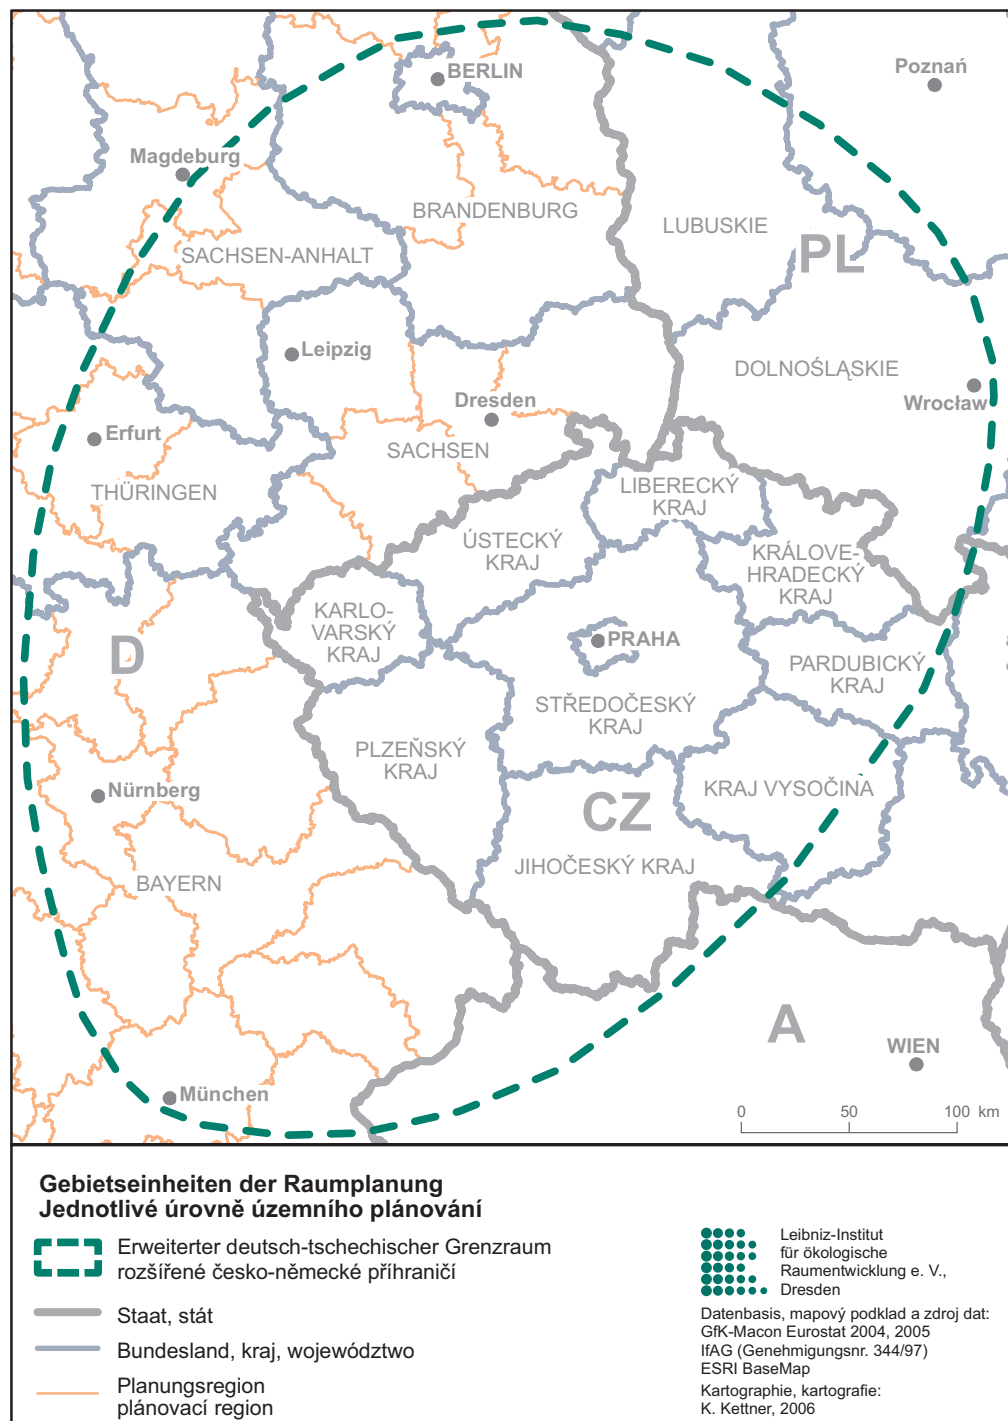 BERLIN
Poznań
Magdeburg
BRANDENBURG
LUBUSKIE
SACHSEN-ANHALT
PL
Leipzig
DOLNOŚLĄSKIE
Dresden
Wrocław
Erfurt
SACHSEN
THÜRINGEN
LIBERECKÝ
KRAJ
ÚSTECKÝ
KRAJ
KRÁLOVE-
HRADECKÝ
KRAJ
KARLO-
VARSKÝ
KRAJ
D
PRAHA
PARDUBICKÝ
KRAJ
STŘEDOČESKÝ
KRAJ
PLZEŇSKÝ
KRAJ
Nürnberg
KRAJ VYSOČINA
CZ
JIHOČESKÝ KRAJ
BAYERN
A
WIEN
München
0 50 100 km
Gebietseinheiten der Raumplanung
Jednotlivé úrovně územního plánování
Erweiterter deutsch-tschechischer Grenzraum
rozšířené česko-německé příhraničí
Staat, stát
Bundesland, kraj, województwo
Planungsregion
plánovací region
Leibniz-Institut
für ökologische
Raumentwicklung e. V.,
Dresden
Datenbasis, mapový podklad a zdroj dat:
GfK-Macon Eurostat 2004, 2005
IfAG (Genehmigungsnr. 344/97)
ESRI BaseMap
Kartographie, kartografie:
K. Kettner, 2006